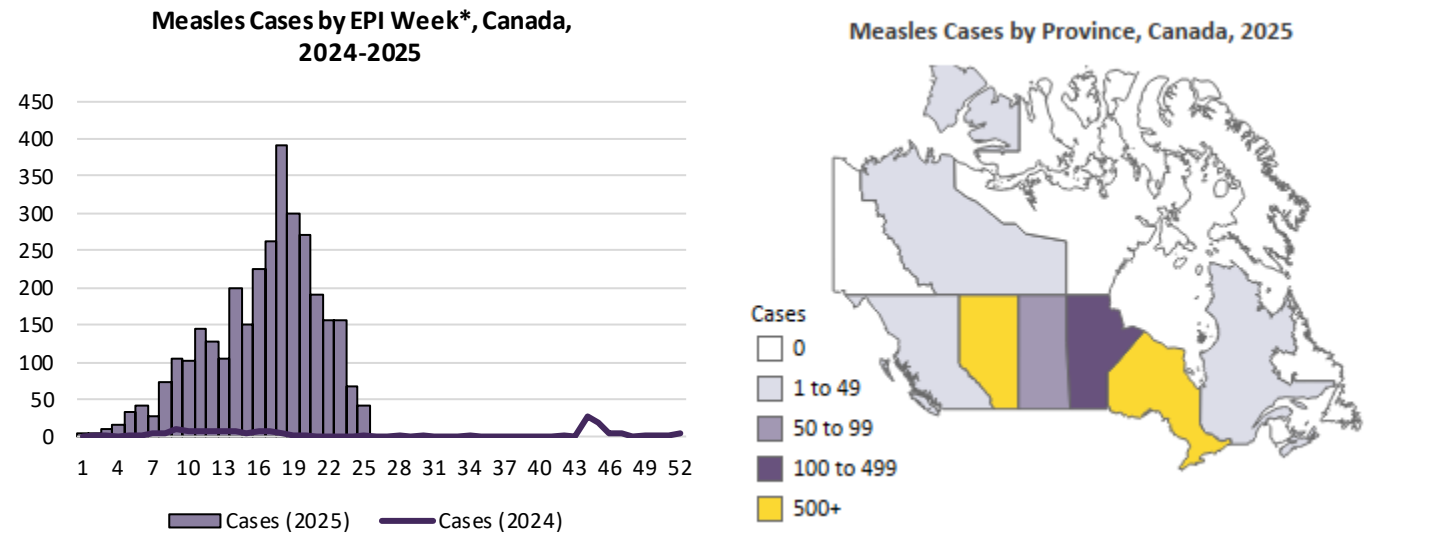 Measles Cases by EPI Week*, Canada,
2024-2025
450
400
350
300
250
200
150
100
50
0
1 4 7 10 13 16 19 22 25 28 31 34 37 40 43 46 49 52
Cases (2025) Cases (2024)
Measles Cases by Province, Canada, 2025
Cases
0
1 to 49
50 to 99
100 to 499
500+